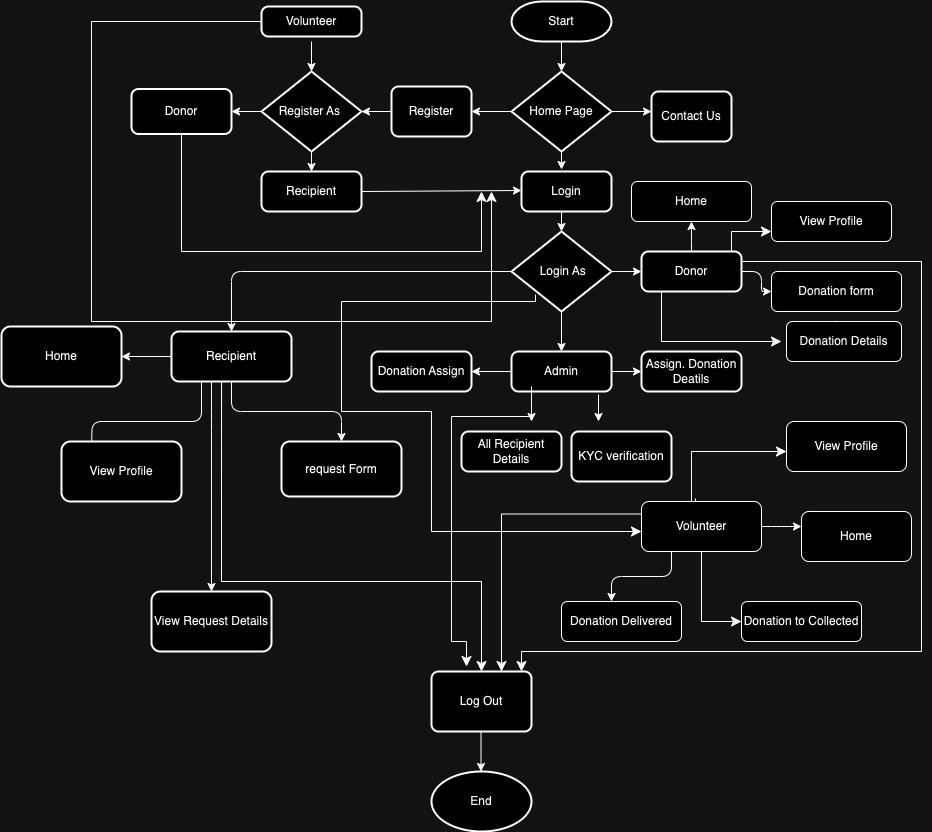 Volunteer
Start
Donor
Register As
Register
Home Page
Contact Us
Recipient
Login
Home
View Profile
Login As
Donor
Donation form
Donation Details
Home
Recipient
Donation Assign
Admin
Assign. Donation
Deatils
View Profile
request Form
All Recipient
Details
KYC verification
View Profile
Volunteer
Home
View Request Details
Donation Delivered
Donation to Collected
Log Out
End